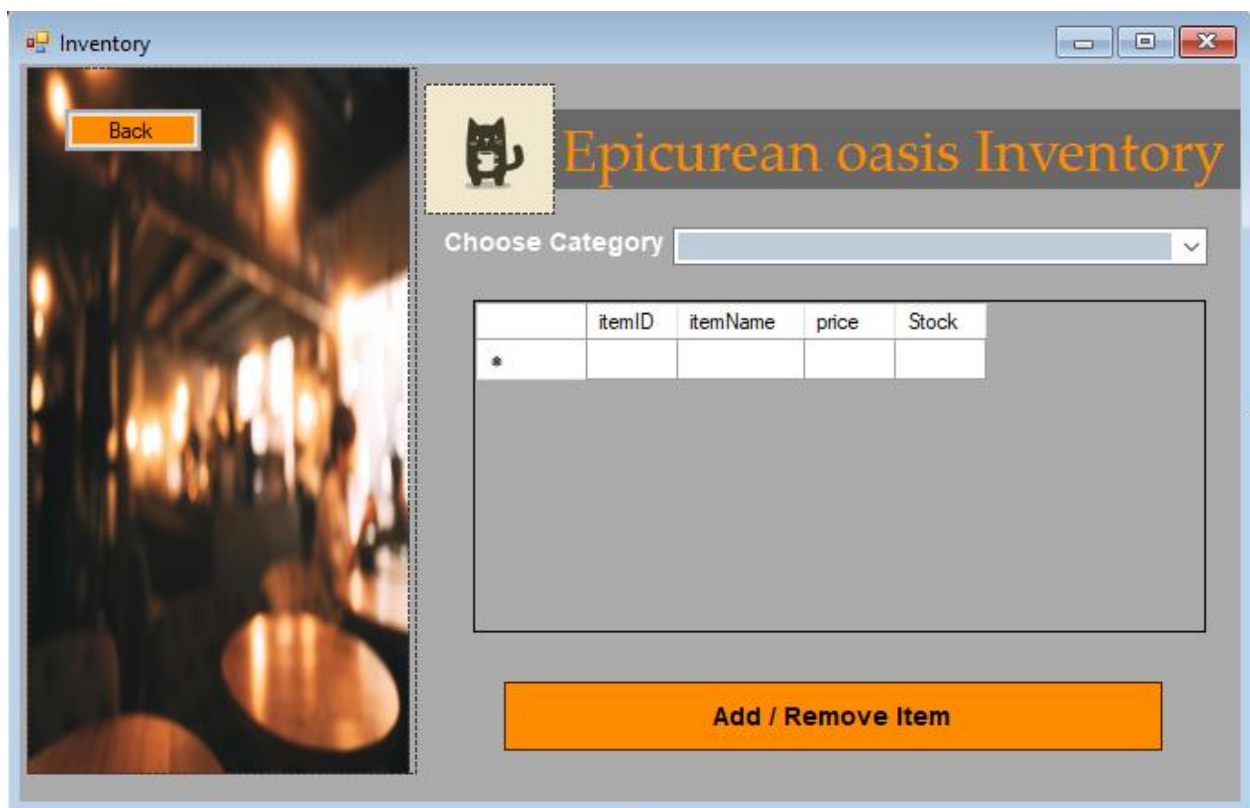 Inventory
Back
Epicurean oasis Inventory
Choose Category
itemID itemName price Stock
*
Add / Remove Item